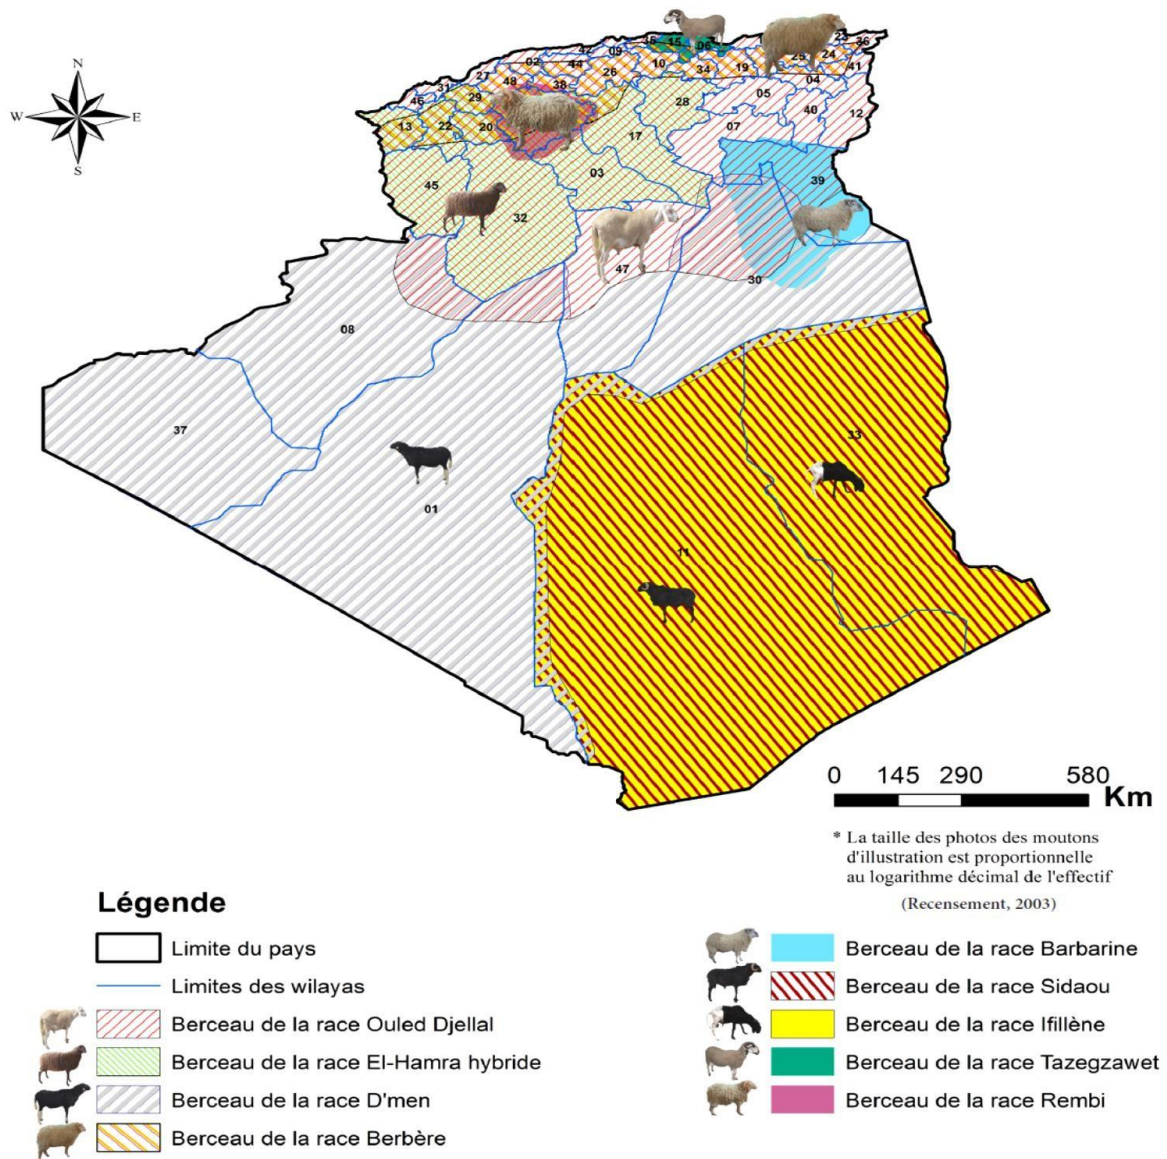 N
W
E
S
42
09
35
15
06
23
36
02
44
10
34
19
25
24
41
27
48
38
26
04
31
46
29
28
05
40
12
13
22
20
17
07
45
03
39
32
47
30
08
37
33
01
11
0 145 290 580
Km
* La taille des photos des moutons
d'illustration est proportionnelle
au logarithme décimal de l'effectif
(Recensement, 2003)
Légende
Limite du pays
Limites des wilayas
Berceau de la race Ouled Djellal
Berceau de la race El-Hamra hybride
Berceau de la race D'men
Berceau de la race Berbère
Berceau de la race Barbarine
Berceau de la race Sidaou
Berceau de la race Ifillène
Berceau de la race Tazegzawet
Berceau de la race Rembi